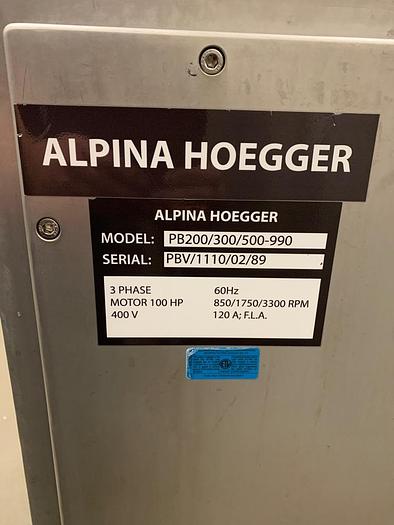 ALPINA HOEGGER
ALPINA HOEGGER
MODEL: PB200/300/500-990
SERIAL: PBV/1110/02/89
3 PHASE 60Hz
MOTOR 100 HP 850/1750/3300 RPM
400 V 120 A; F.L.A.